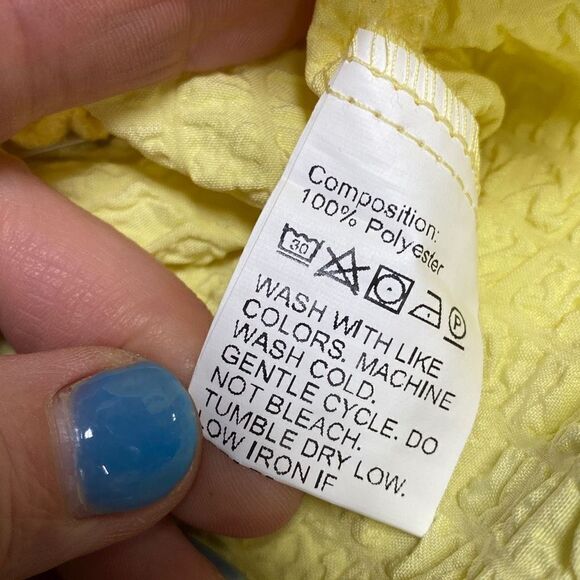 Composition:
100% Polyester
30 P
WASH WITH LIKE
COLORS. MACHINE
WASH COLD.
GENTLE CYCLE. DO
NOT BLEACH.
TUMBLE DRY LOW.
LOW IRON IF